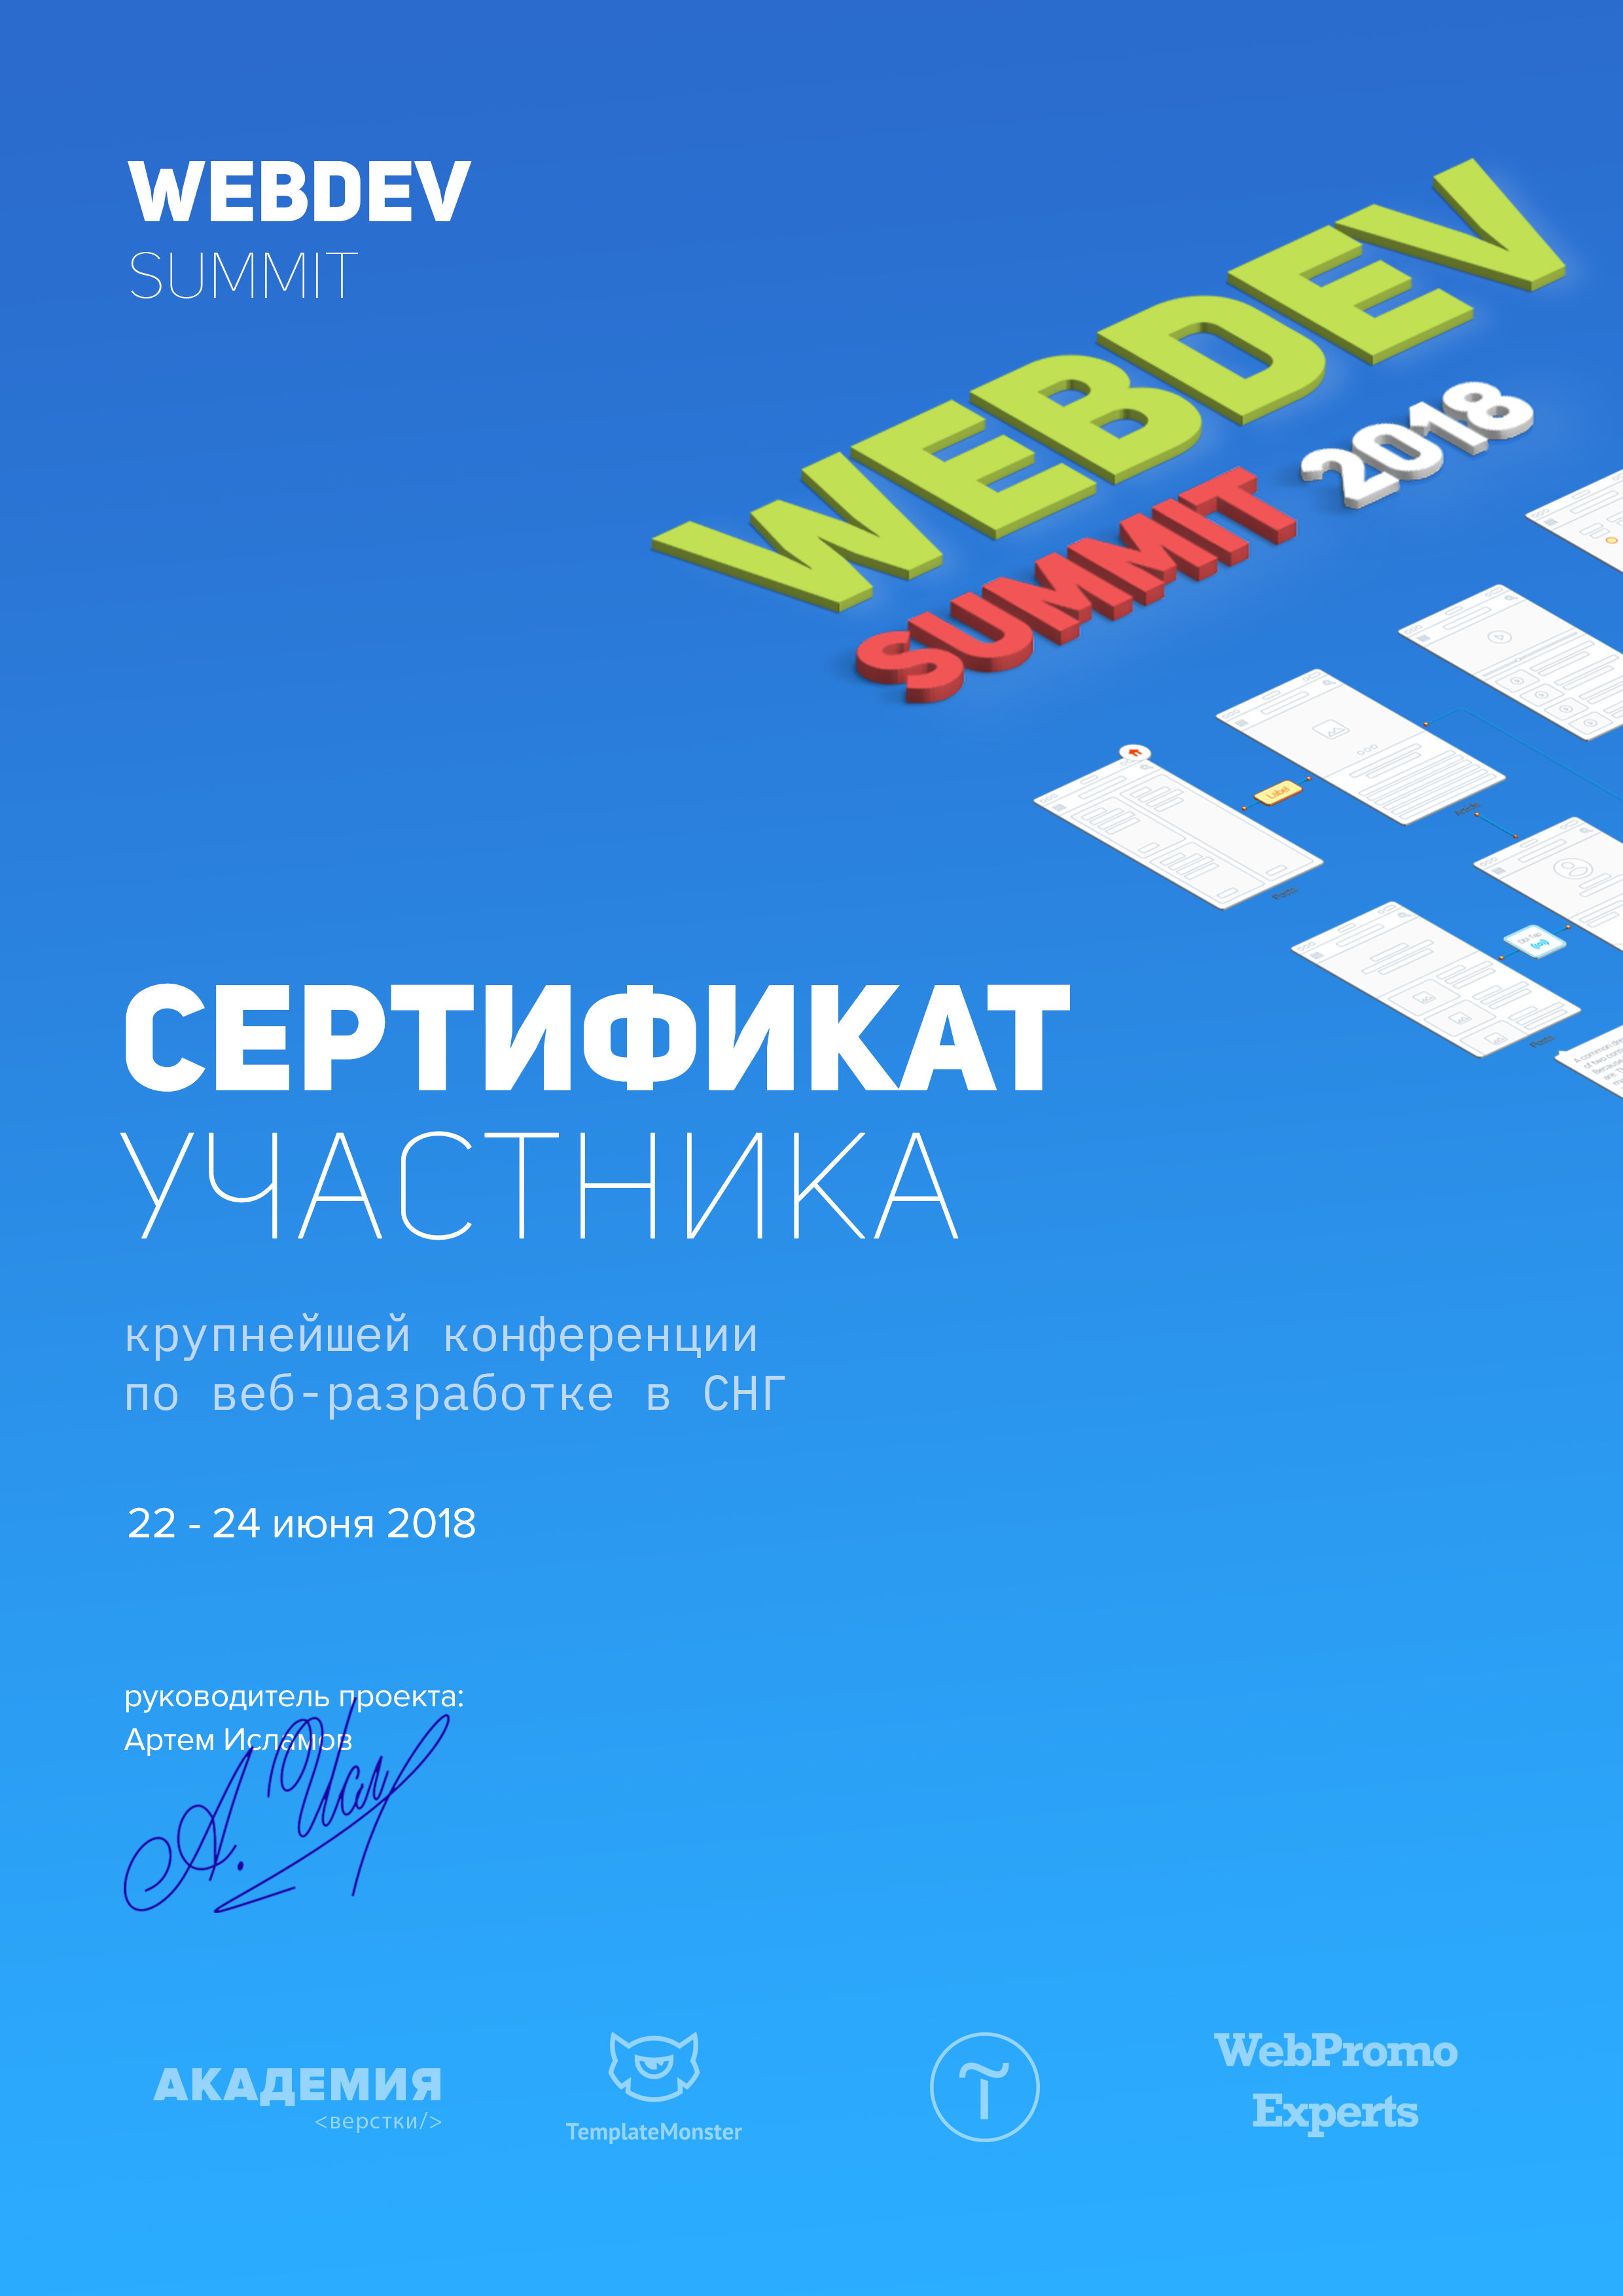 WEBDEV
SUMMIT
WEBDEV
SUMMIT 2018
Label
СЕРТИФИКАТ
УЧАСТНИКА
крупнейшей конференции
по веб-разработке в СНГ
22 - 24 июня 2018
руководитель проекта:
Артем Исламов
АКАДЕМИЯ
<верстки/>
TemplateMonster
WebPromo
Experts